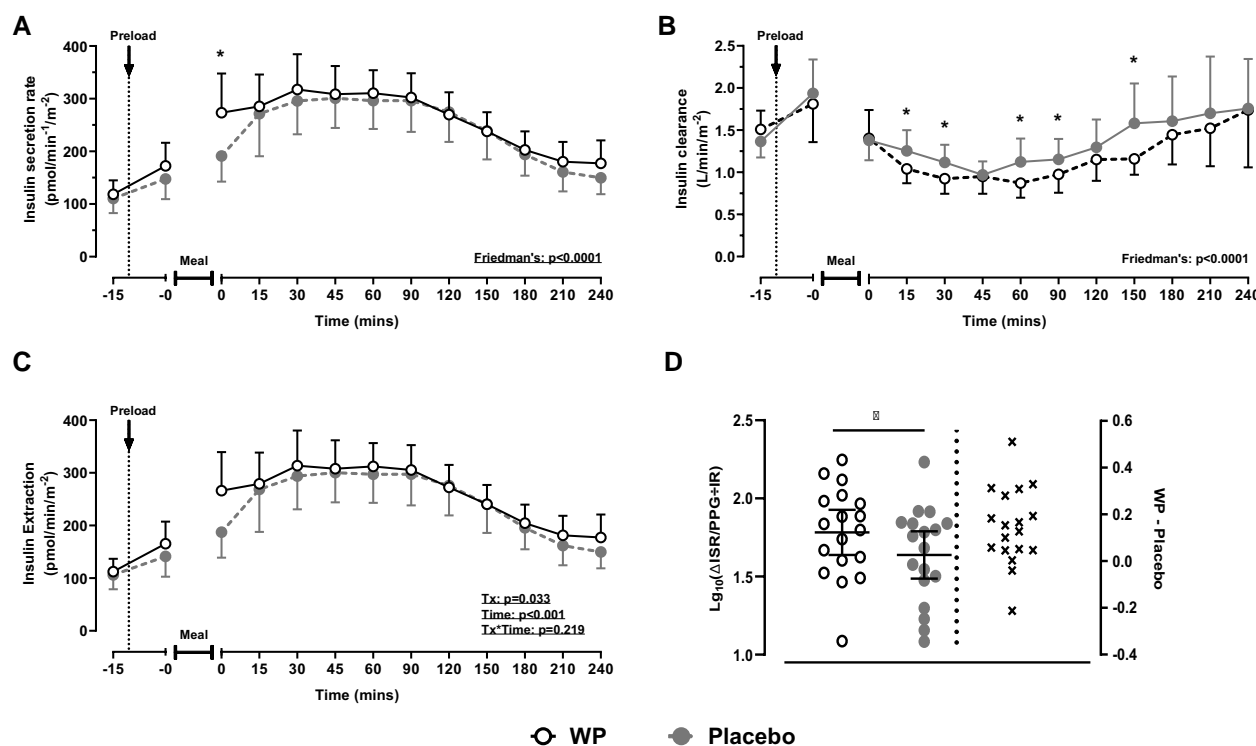 A
Preload
*
400
300
200
100
0
Insulin secretion rate
(pmol/min⁻¹/m⁻²)
Friedman's: p<0.0001
Meal
-15 -0 0 15 30 45 60 90 120 150 180 210 240
Time (mins)
B
Preload
* * * * *
2.5
2.0
1.5
1.0
0.5
0.0
Insulin clearance
(L/min/m⁻²)
Friedman's: p<0.0001
Meal
-15 -0 0 15 30 45 60 90 120 150 180 210 240
Time (mins)
C
Preload
400
300
200
100
0
Insulin Extraction
(pmol/min/m⁻²)
Tx: p=0.033
Time: p<0.001
Tx*Time: p=0.219
Meal
-15 -0 0 15 30 45 60 90 120 150 180 210 240
Time (mins)
D
2.5
2.0
1.5
1.0
Lg₁₀(ΔISR/PPG÷IR)
0.6
0.4
0.2
0.0
-0.2
-0.4
WP - Placebo
WP Placebo